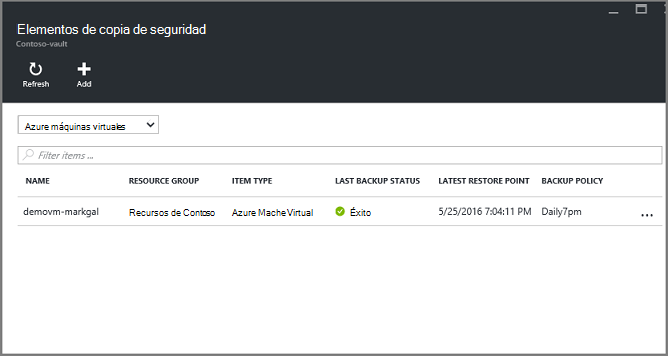 Elementos de copia de seguridad
Contoso-vault
Refresh Add
Azure máquinas virtuales
Filter items ...
NAME RESOURCE GROUP ITEM TYPE LAST BACKUP STATUS LATEST RESTORE POINT BACKUP POLICY
demovm-markgal Recursos de Contoso Azure Mache Virtual Éxito 5/25/2016 7:04:11 PM Daily7pm ...